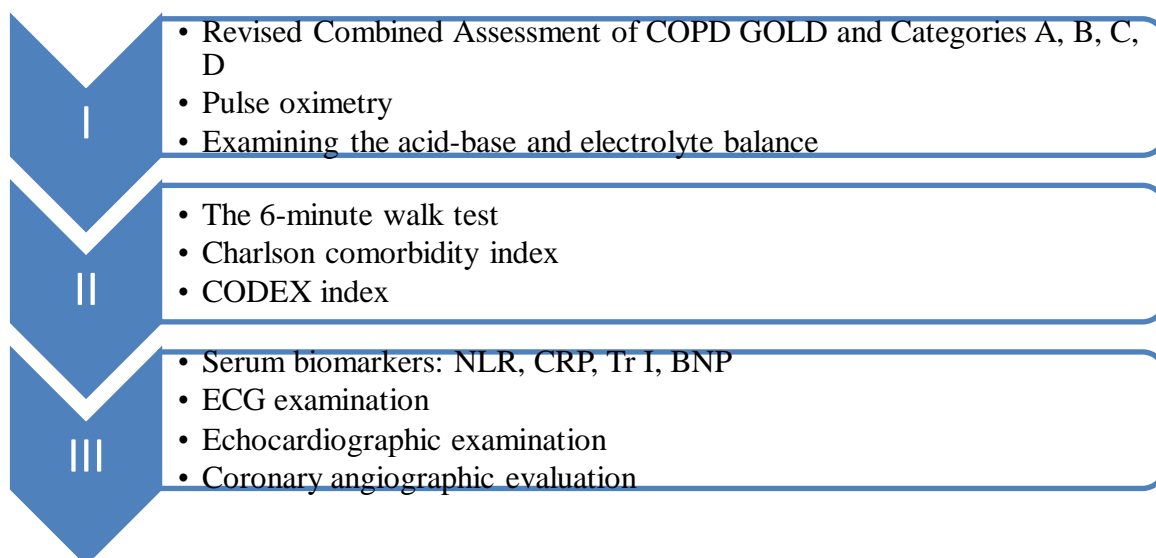 I
• Revised Combined Assessment of COPD GOLD and Categories A, B, C,
D
• Pulse oximetry
• Examining the acid-base and electrolyte balance
II
• The 6-minute walk test
• Charlson comorbidity index
• CODEX index
III
• Serum biomarkers: NLR, CRP, Tr I, BNP
• ECG examination
• Echocardiographic examination
• Coronary angiographic evaluation